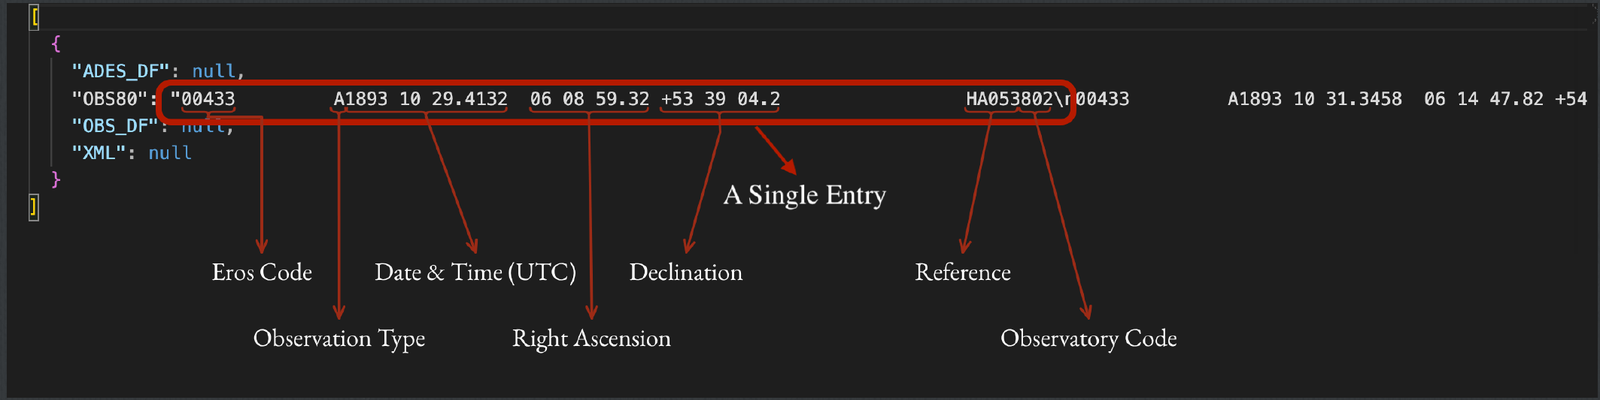 [
{
"ADES_DF": null,
"OBS80": "00433 A1893 10 29.4132 06 08 59.32 +53 39 04.2 HA053802\n00433 A1893 10 31.3458 06 14 47.82 +54
"OBS_DF": null,
"XML": null
}
]
A Single Entry
Eros Code Date & Time (UTC) Declination Reference
Observation Type Right Ascension Observatory Code